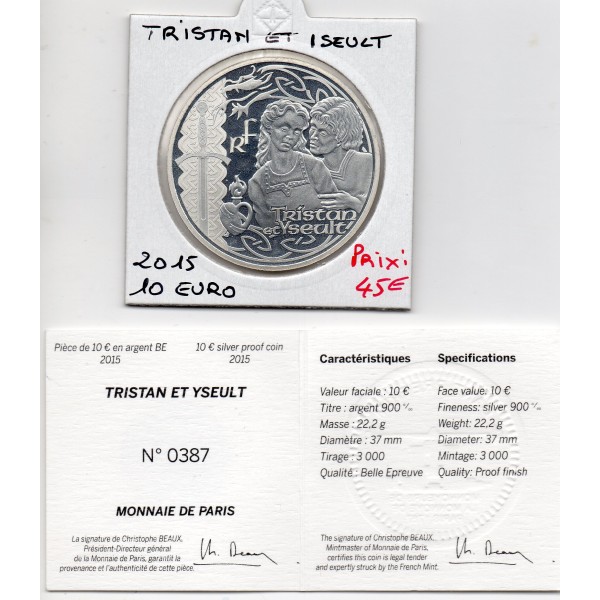 TRISTAN ET ISEULT
RF
Tristan
et Yseult
2015
10 EURO
Prix:
45€
Pièce de 10 € en argent BE
2015
10 € silver proof coin
2015
TRISTAN ET YSEULT
N° 0387
MONNAIE DE PARIS
La signature de Christophe BEAUX,
Président-Directeur général
de la Monnaie de Paris, garantit la
provenance et l'authenticité de cette pièce.
Caractéristiques
Valeur faciale : 10 €
Titre : argent 900 °/₀₀
Masse : 22,2 g
Diamètre : 37 mm
Tirage : 3 000
Qualité : Belle Epreuve
Specifications
Face value: 10 €
Fineness: silver 900 °/₀₀
Weight: 22,2 g
Diameter: 37 mm
Mintage: 3 000
Quality: Proof finish
The signature of Christophe BEAUX,
Mintmaster of Monnaie de Paris,
certifies this coin is legal tender
and expertly struck by the French Mint.